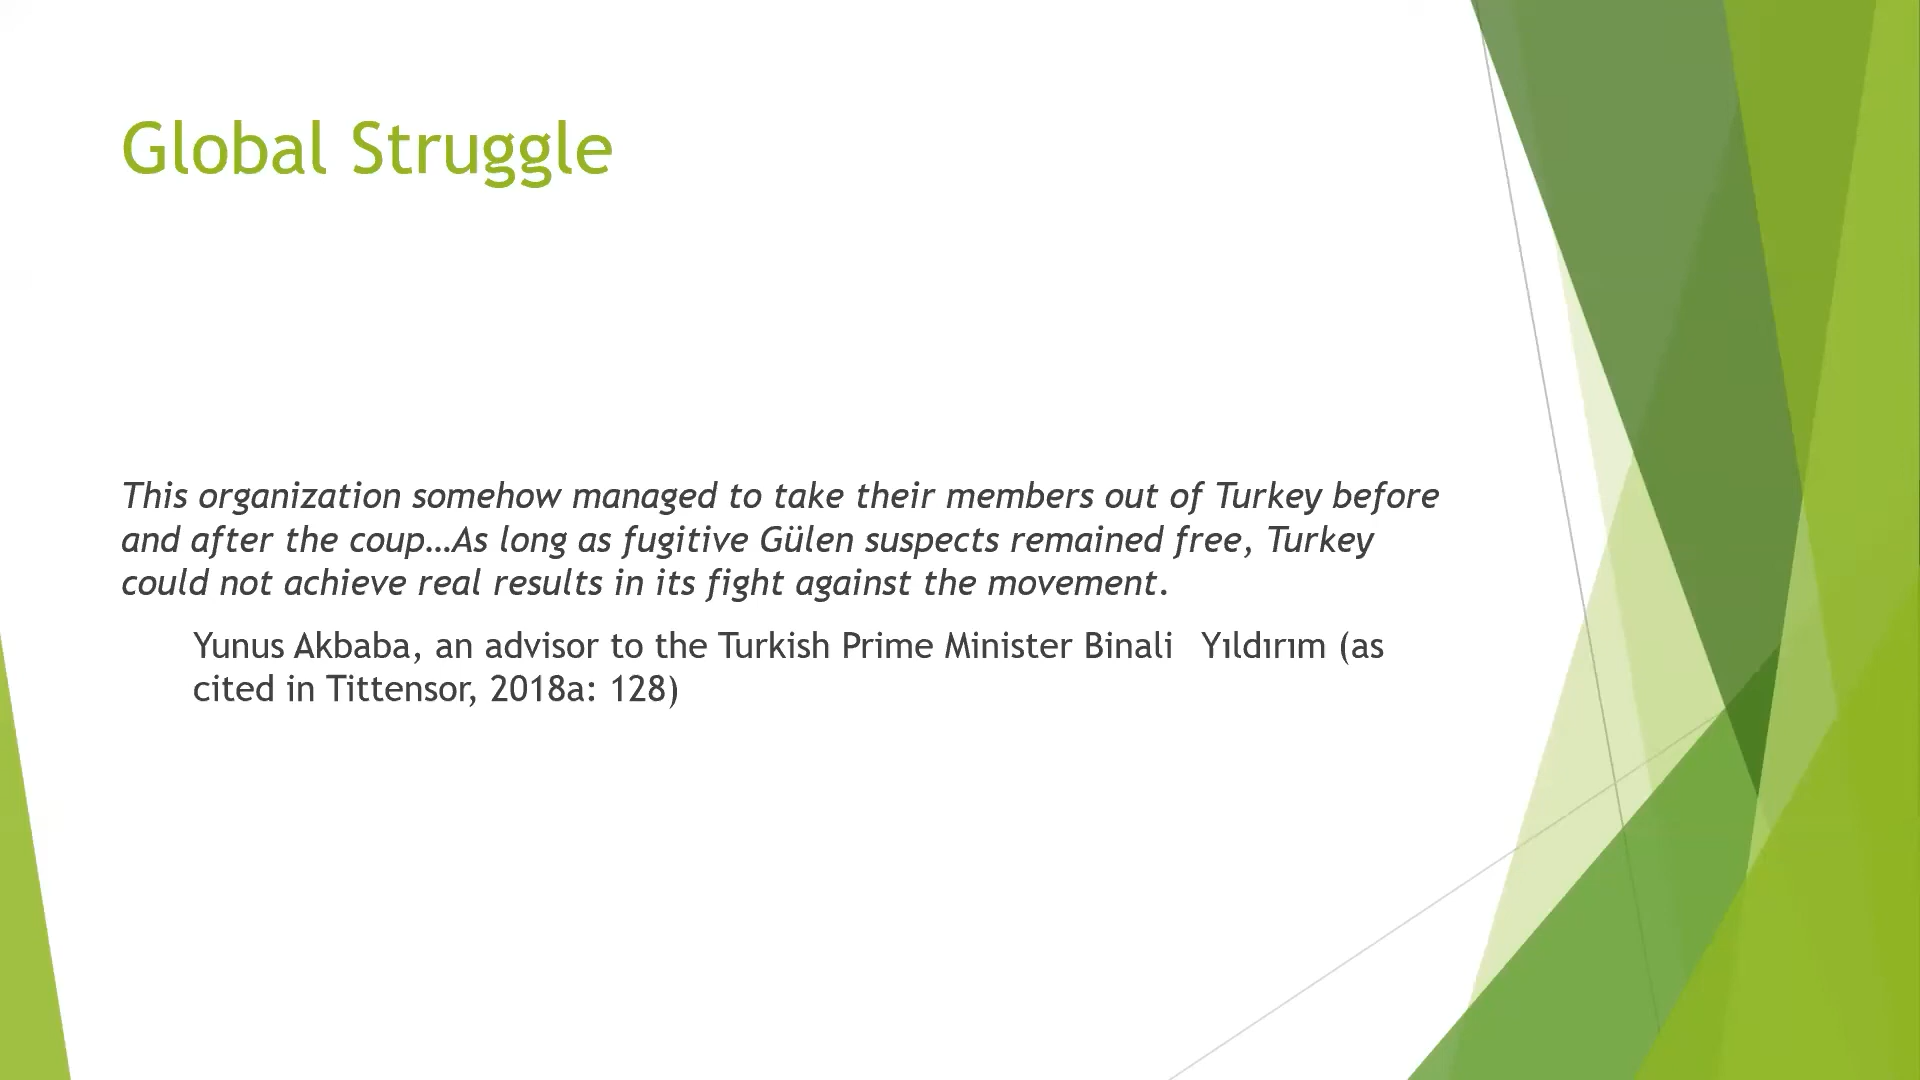 Global Struggle
This organization somehow managed to take their members out of Turkey before
and after the coup…As long as fugitive Gülen suspects remained free, Turkey
could not achieve real results in its fight against the movement.
Yunus Akbaba, an advisor to the Turkish Prime Minister Binali Yıldırım (as
cited in Tittensor, 2018a: 128)